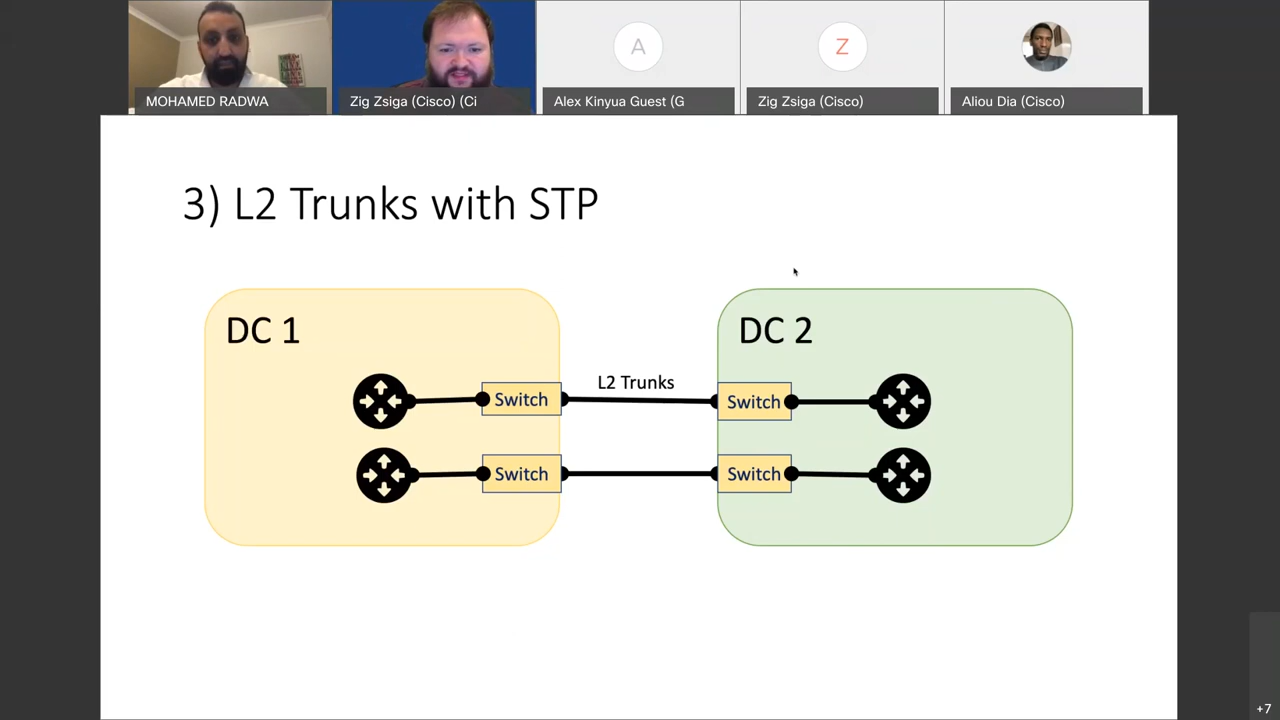 MOHAMED RADWA
Zig Zsiga (Cisco) (Ci
A
Alex Kinyua Guest (G
Z
Zig Zsiga (Cisco)
Aliou Dia (Cisco)
3) L2 Trunks with STP
DC 1
DC 2
L2 Trunks
Switch
Switch
Switch
Switch
+7